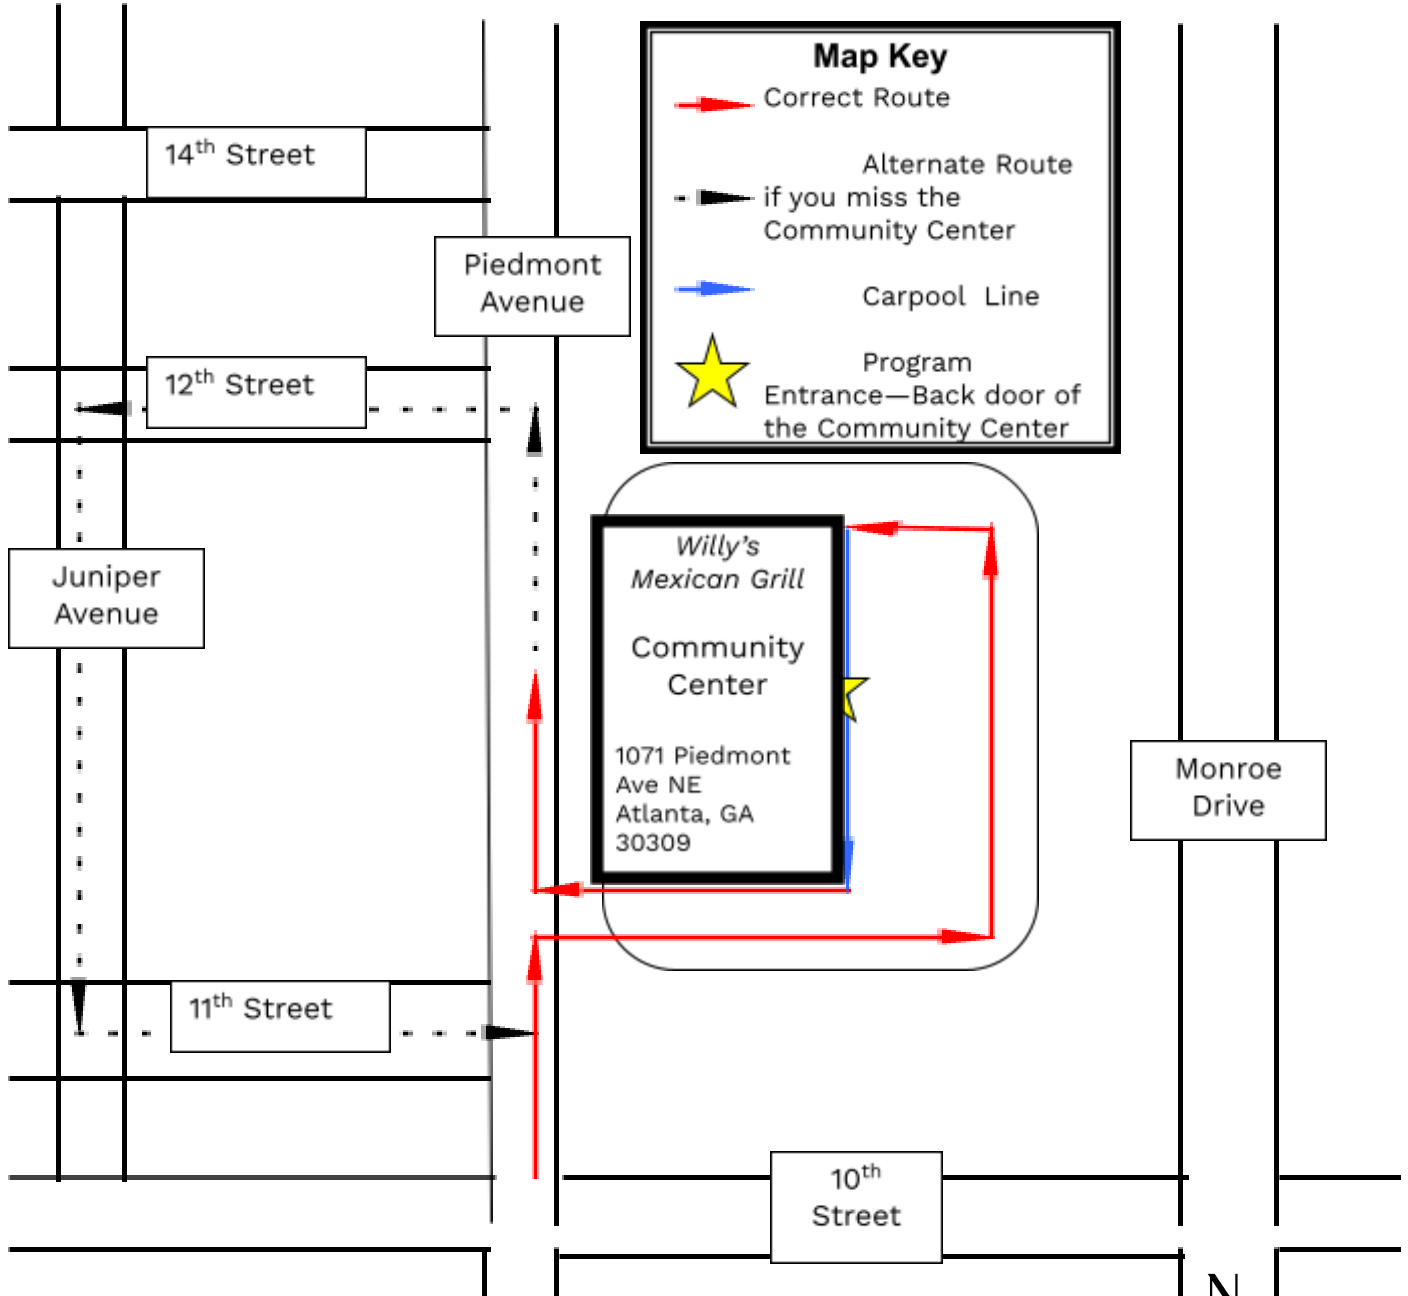 Map Key
Correct Route
Alternate Route
if you miss the
Community Center
Carpool Line
Program
Entrance—Back door of
the Community Center
14th Street
Piedmont
Avenue
12th Street
Juniper
Avenue
Willy's
Mexican Grill
Community
Center
1071 Piedmont
Ave NE
Atlanta, GA
30309
Monroe
Drive
11th Street
10th
Street
N